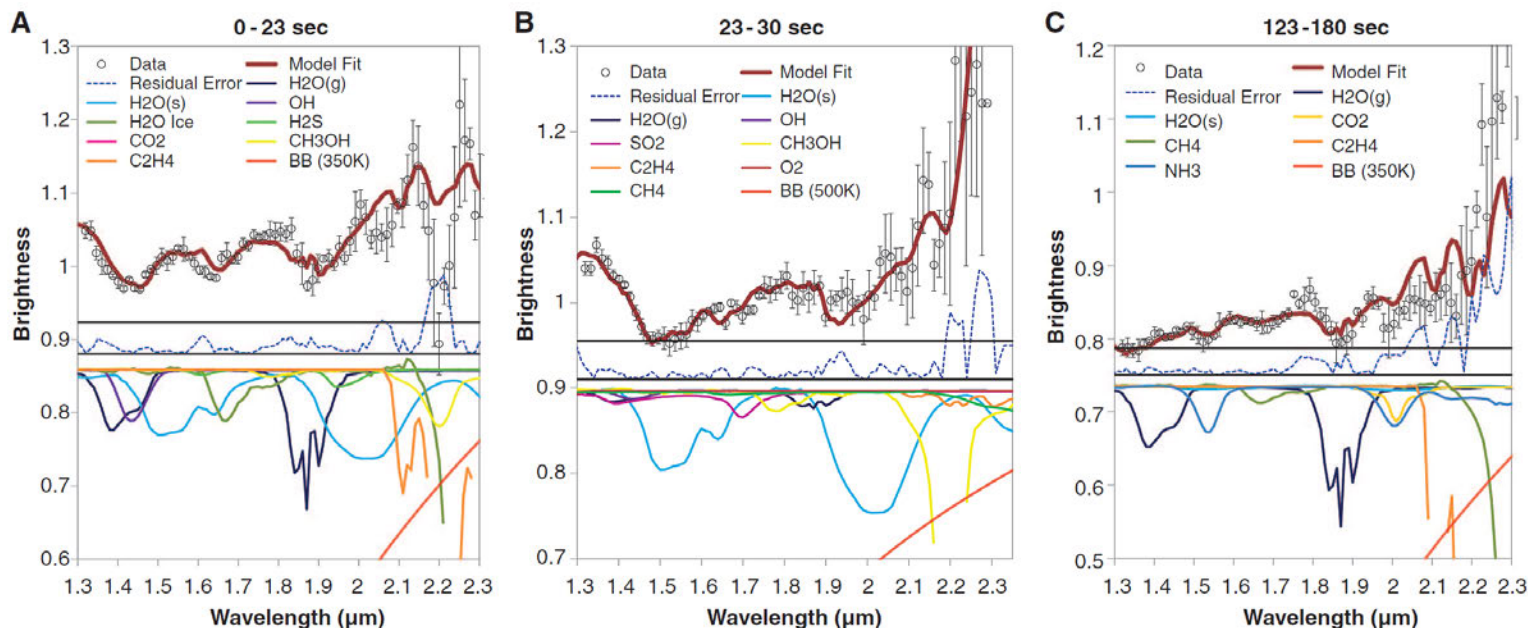 A
0 - 23 sec
1.3
1.2
1.1
1
0.9
0.8
0.7
0.6
Brightness
Data
Model Fit
Residual Error
H2O(g)
H2O(s)
OH
H2O Ice
H2S
CO2
CH3OH
C2H4
BB (350K)
1.3 1.4 1.5 1.6 1.7 1.8 1.9 2 2.1 2.2 2.3
Wavelength (µm)
B
23-30 sec
1.3
1.2
1.1
1
0.9
0.8
0.7
Brightness
Data
Model Fit
Residual Error
H2O(s)
H2O(g)
OH
SO2
CH3OH
C2H4
O2
CH4
BB (500K)
1.3 1.4 1.5 1.6 1.7 1.8 1.9 2 2.1 2.2 2.3
Wavelength (µm)
C
123-180 sec
1.2
1.1
1
0.9
0.8
0.7
0.6
0.5
Brightness
Data
Model Fit
Residual Error
H2O(g)
H2O(s)
CO2
CH4
C2H4
NH3
BB (350K)
1.3 1.4 1.5 1.6 1.7 1.8 1.9 2 2.1 2.2 2.3
Wavelength (µm)